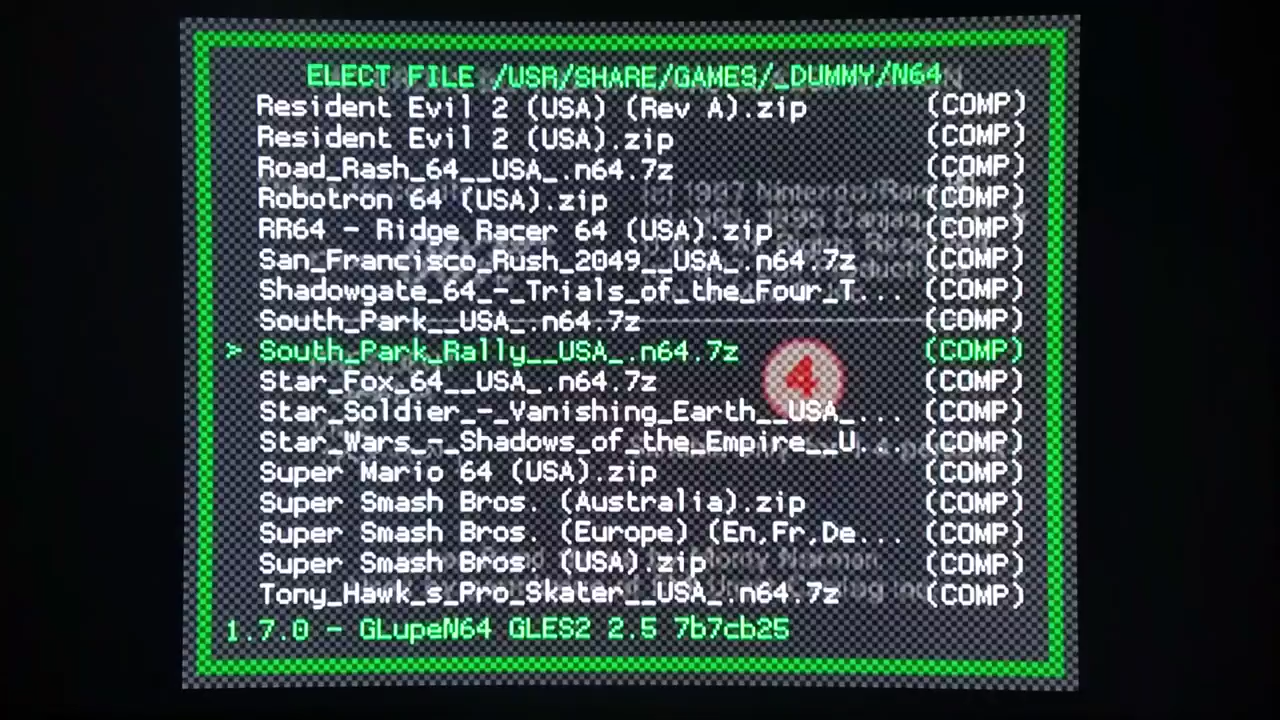 ELECT FILE /USR/SHARE/GAMES/_DUMMY/N64
Resident Evil 2 (USA) (Rev A).zip (COMP)
Resident Evil 2 (USA).zip (COMP)
Road_Rash_64__USA_.n64.7z (COMP)
Robotron 64 (USA).zip (COMP)
RR64 - Ridge Racer 64 (USA).zip (COMP)
San_Francisco_Rush_2049__USA_.n64.7z (COMP)
Shadowgate_64_-_Trials_of_the_Four_T... (COMP)
South_Park__USA_.n64.7z (COMP)
> South_Park_Rally__USA_.n64.7z (COMP)
4
Star_Fox_64__USA_.n64.7z (COMP)
Star_Soldier_-_Vanishing_Earth__USA_... (COMP)
Star_Wars_-_Shadows_of_the_Empire__U... (COMP)
Super Mario 64 (USA).zip (COMP)
Super Smash Bros. (Australia).zip (COMP)
Super Smash Bros. (Europe) (En,Fr,De... (COMP)
Super Smash Bros. (USA).zip (COMP)
Tony_Hawk_s_Pro_Skater__USA_.n64.7z (COMP)
1.7.0 - GLupeN64 GLES2 2.5 7b7cb25
(c) 1997 Nintendo/Rare